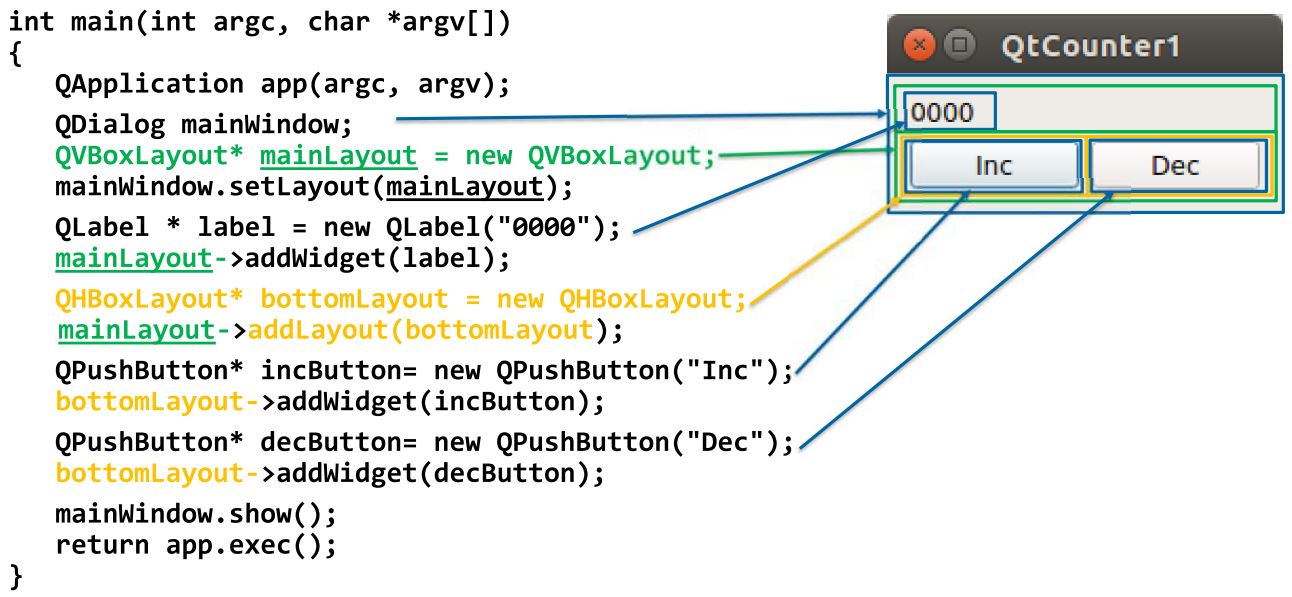 int main(int argc, char *argv[])
{
QApplication app(argc, argv);
QDialog mainWindow;
QVBoxLayout* mainLayout = new QVBoxLayout;
mainWindow.setLayout(mainLayout);
QLabel * label = new QLabel("0000");
mainLayout->addWidget(label);
QHBoxLayout* bottomLayout = new QHBoxLayout;
mainLayout->addLayout(bottomLayout);
QPushButton* incButton= new QPushButton("Inc");
bottomLayout->addWidget(incButton);
QPushButton* decButton= new QPushButton("Dec");
bottomLayout->addWidget(decButton);
mainWindow.show();
return app.exec();
}
QtCounter1
0000
Inc Dec